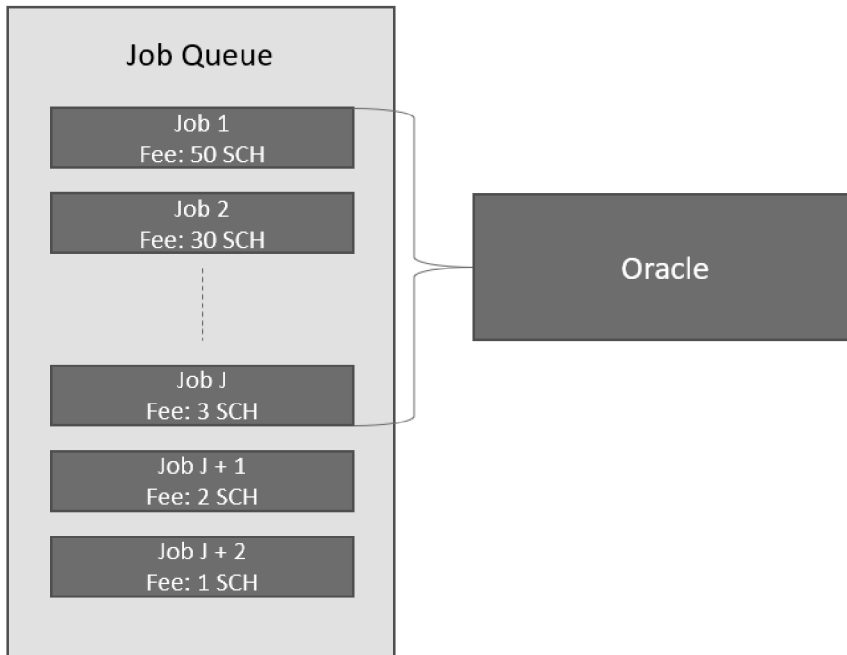 Job Queue
Job 1
Fee: 50 SCH
Job 2
Fee: 30 SCH
Job J
Fee: 3 SCH
Job J + 1
Fee: 2 SCH
Job J + 2
Fee: 1 SCH
Oracle